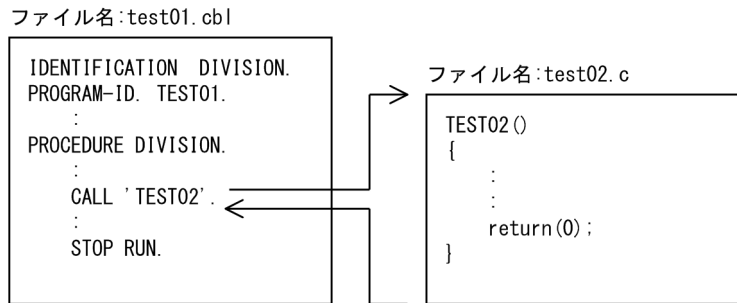 ファイル名:test01.cbl
IDENTIFICATION DIVISION.
PROGRAM-ID. TEST01.
:
PROCEDURE DIVISION.
:
CALL 'TEST02'.
:
STOP RUN.
ファイル名:test02.c
TEST02()
{
:
:
return(0);
}